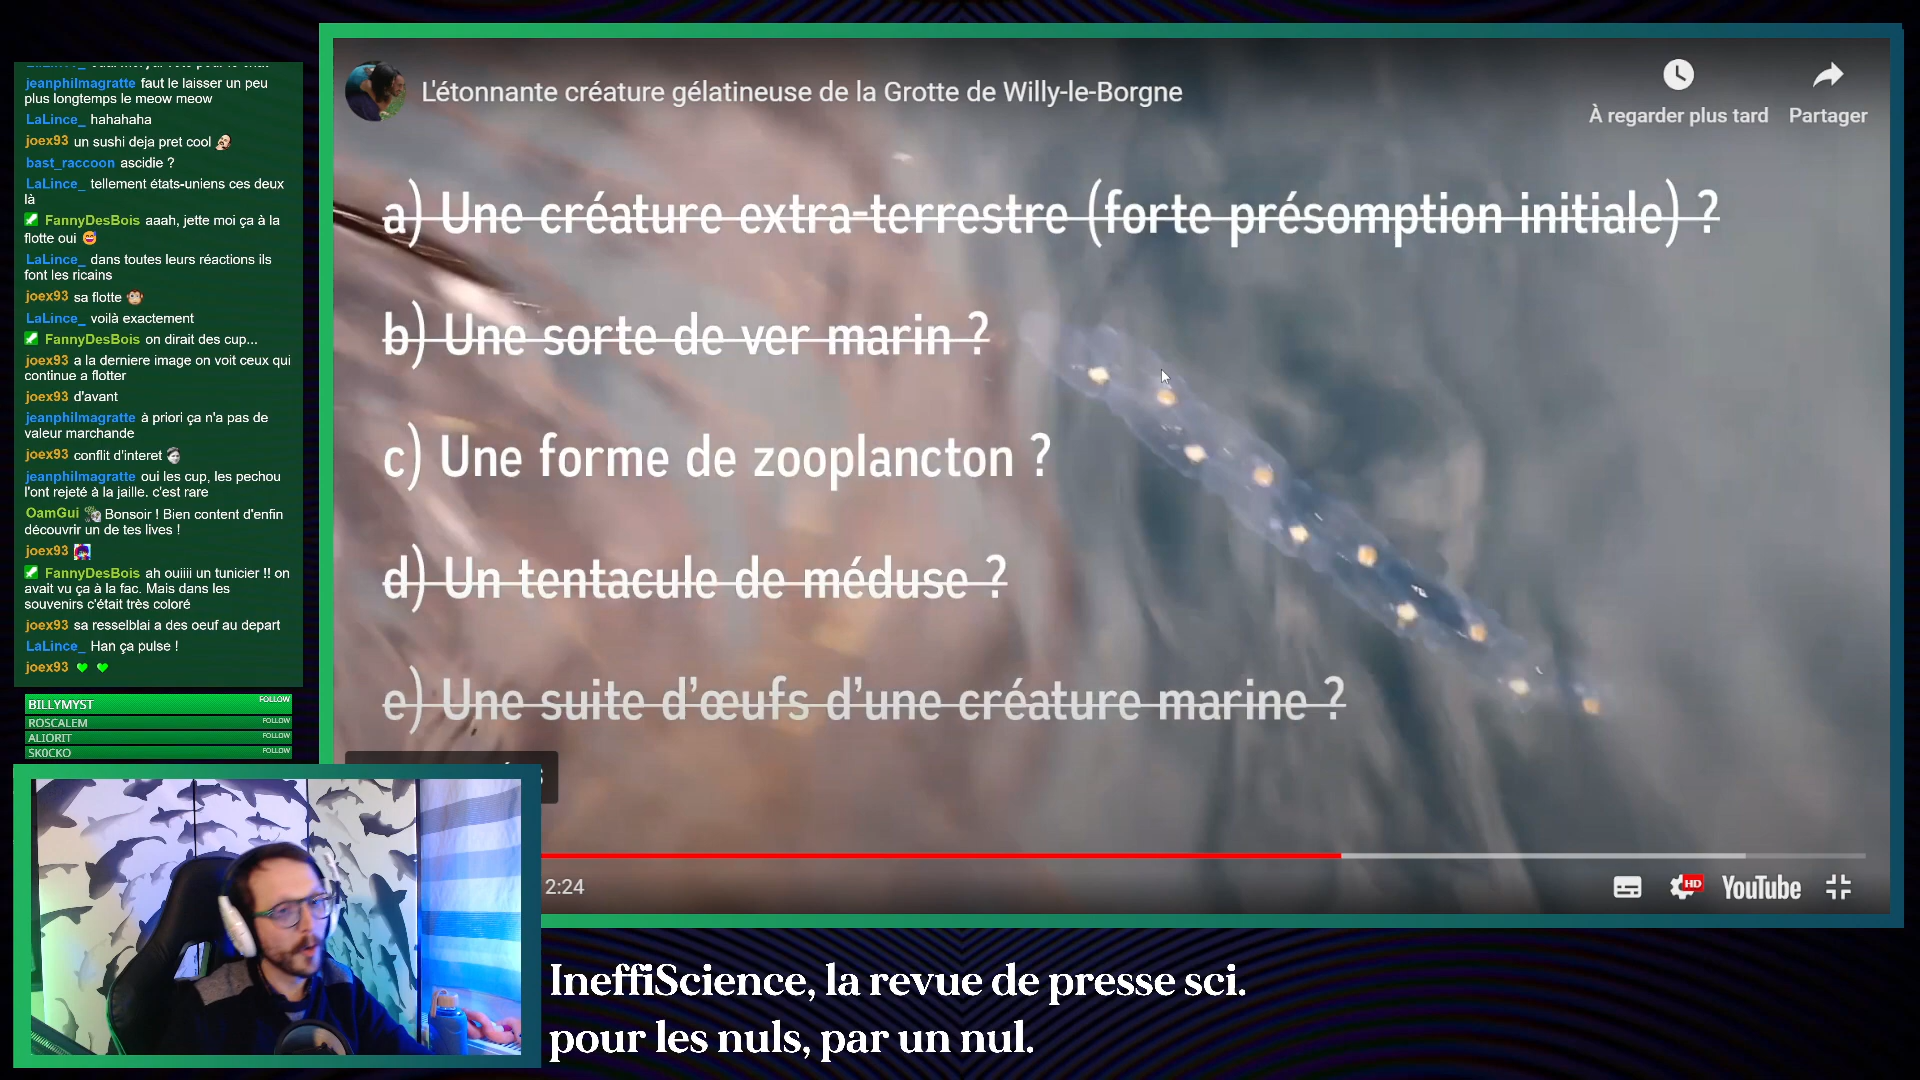 jeanphilmagratte faut le laisser un peu
plus longtemps le meow meow
LaLince_ hahahaha
joex93 un sushi deja pret cool
bast_raccoon ascidie ?
LaLince_ tellement états-uniens ces deux
là
FannyDesBois aaah, jette moi ça à la
flotte oui
LaLince_ dans toutes leurs réactions ils
font les ricains
joex93 sa flotte
LaLince_ voilà exactement
FannyDesBois on dirait des cup...
joex93 a la derniere image on voit ceux qui
continue a flotter
joex93 d'avant
jeanphilmagratte à priori ça n'a pas de
valeur marchande
joex93 conflit d'interet
jeanphilmagratte oui les cup, les pechou
l'ont rejeté à la jaille. c'est rare
OamGui Bonsoir ! Bien content d'enfin
découvrir un de tes lives !
joex93
FannyDesBois ah ouiiii un tunicier !! on
avait vu ça à la fac. Mais dans les
souvenirs c'était très coloré
joex93 sa resselblai a des oeuf au depart
LaLince_ Han ça pulse !
joex93
BILLYMYST FOLLOW
ROSCALEM FOLLOW
ALIORIT FOLLOW
SK0CKO FOLLOW
L'étonnante créature gélatineuse de la Grotte de Willy-le-Borgne
À regarder plus tard
Partager
a) Une créature extra-terrestre (forte présomption initiale) ?
b) Une sorte de ver marin ?
c) Une forme de zooplancton ?
d) Un tentacule de méduse ?
e) Une suite d'œufs d'une créature marine ?
2:24
HD
YouTube
IneffiScience, la revue de presse sci.
pour les nuls, par un nul.